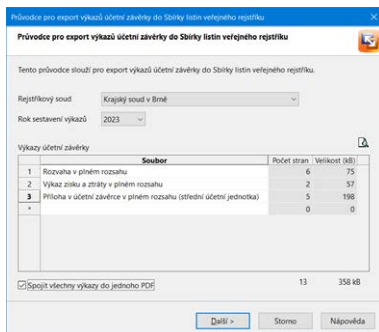 Průvodce pro export výkazů účetní závěrky do Sbírky listin veřejného rejstříku
Průvodce pro export výkazů účetní závěrky do Sbírky listin veřejného rejstříku
Tento průvodce slouží pro export výkazů účetní závěrky do Sbírky listin veřejného rejstříku.
Rejstříkový soud Krajský soud v Brně
Rok sestavení výkazů 2023
Výkazy účetní závěrky
Soubor Počet stran Velikost (kB)
1 Rozvaha v plném rozsahu 6 75
2 Výkaz zisku a ztráty v plném rozsahu 2 57
3 Příloha v účetní závěrce v plném rozsahu (střední účetní jednotka) 5 198
* 0 0
Spojit všechny výkazy do jednoho PDF 13 358 kB
Další > Storno Nápověda